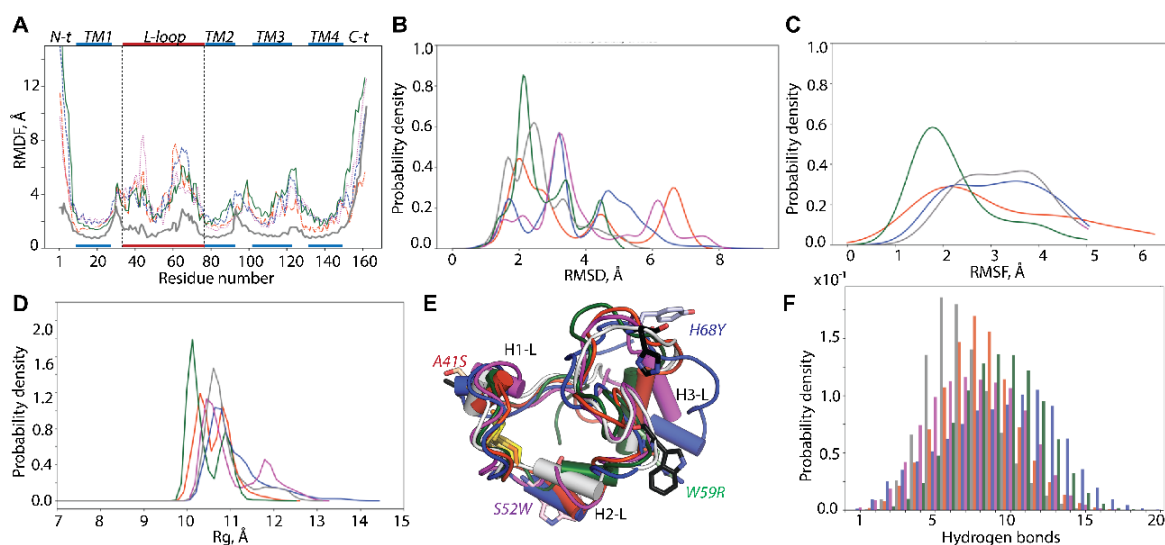 A
N-t TM1 L-loop TM2 TM3 TM4 C-t
RMDF, Å
12
8
4
0
1 20 40 60 80 100 120 140 160
Residue number
B
Probability density
1.0
0.8
0.6
0.4
0.2
0.0
0 2 4 6 8
RMSD, Å
C
Probability density
1.0
0.8
0.6
0.4
0.2
0.0
0 1 2 3 4 5 6
RMSF, Å
D
Probability density
2.0
1.6
1.2
0.8
0.4
0.0
7 8 9 10 11 12 13 14 15
Rg, Å
E
H1-L
A41S
H68Y
H3-L
W59R
S52W
H2-L
F
x10⁻¹
Probability density
2.0
1.5
1.0
0.5
0.0
1 5 10 15 20
Hydrogen bonds